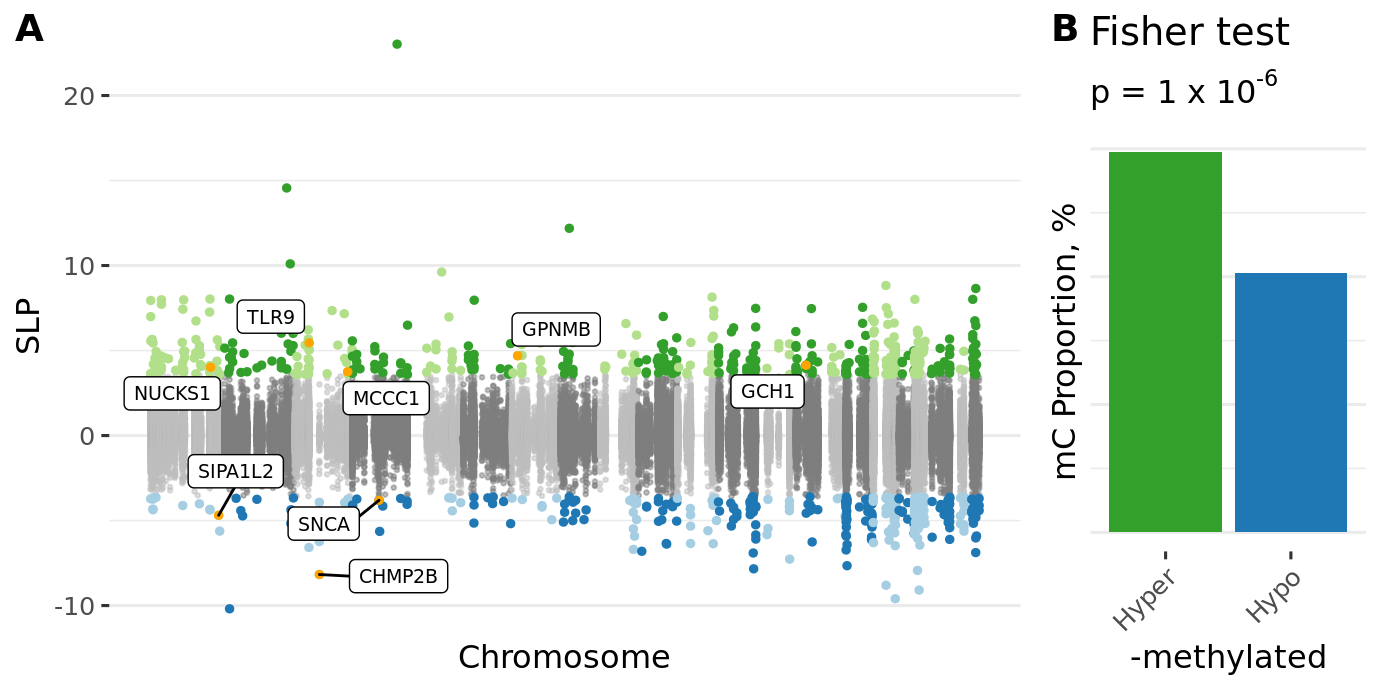 A
SLP
20
10
0
-10
TLR9
GPNMB
NUCKS1
MCCC1
GCH1
SIPA1L2
SNCA
CHMP2B
Chromosome
B Fisher test
p = 1 x 10⁻⁶
mC Proportion, %
Hyper
Hypo
-methylated